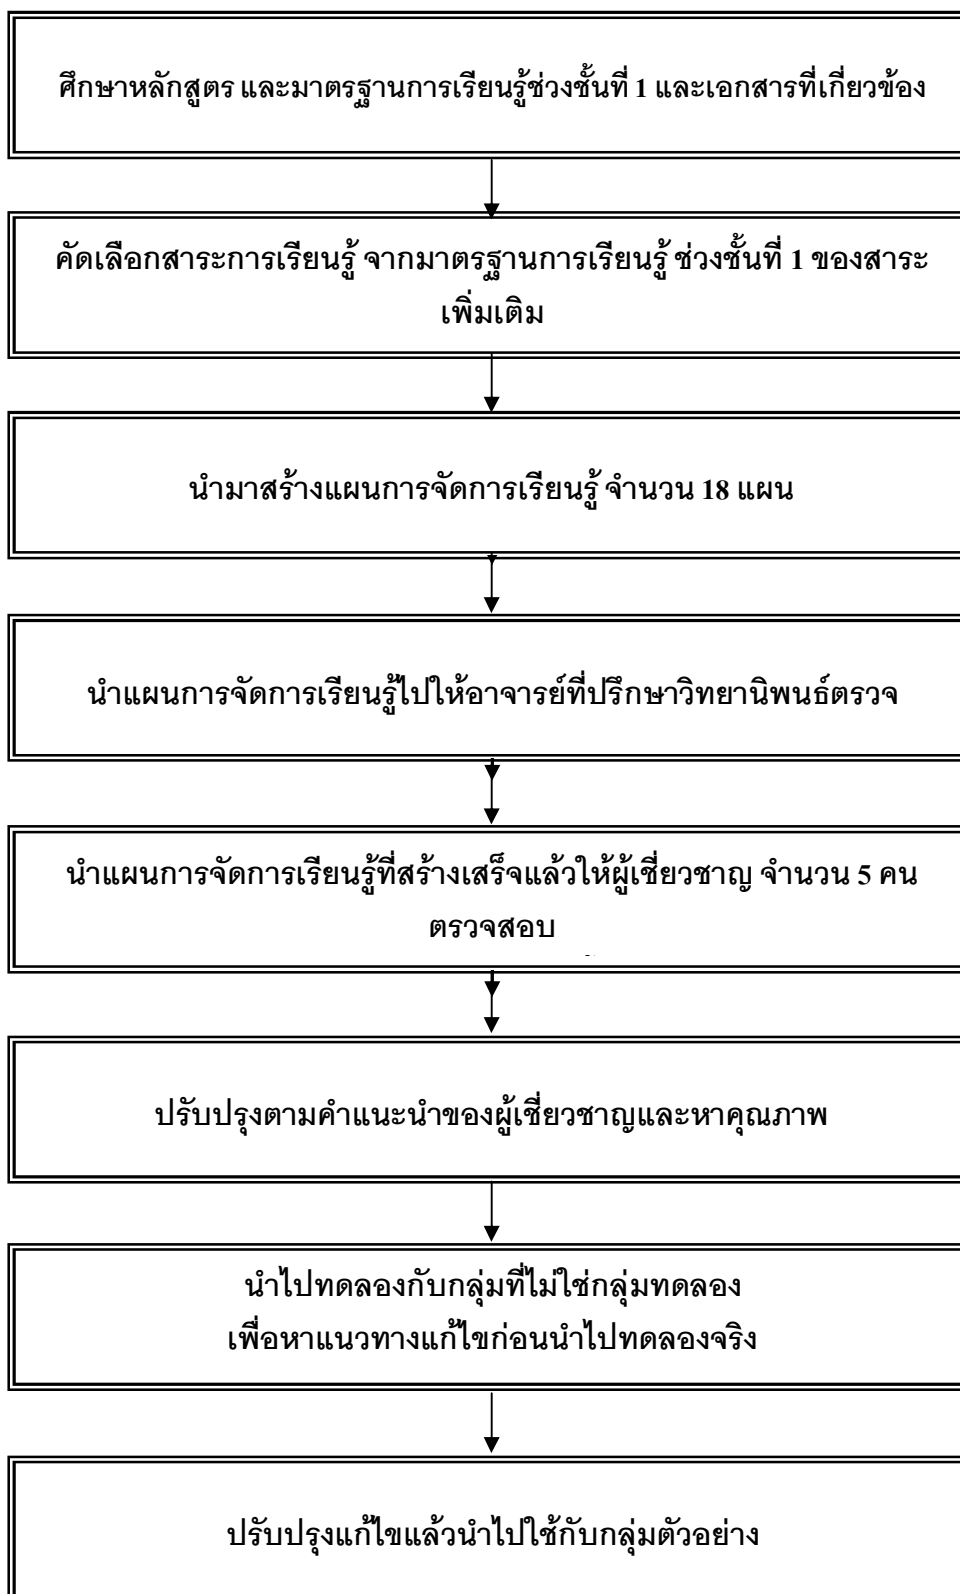 ศึกษาหลักสูตร และมาตรฐานการเรียนรู้ช่วงชั้นที่ 1 และเอกสารที่เกี่ยวข้อง
คัดเลือกสาระการเรียนรู้ จากมาตรฐานการเรียนรู้ ช่วงชั้นที่ 1 ของสาระ
เพิ่มเติม
นำมาสร้างแผนการจัดการเรียนรู้ จำนวน 18 แผน
นำแผนการจัดการเรียนรู้ไปให้อาจารย์ที่ปรึกษาวิทยานิพนธ์ตรวจ
นำแผนการจัดการเรียนรู้ที่สร้างเสร็จแล้วให้ผู้เชี่ยวชาญ จำนวน 5 คน
ตรวจสอบ
ปรับปรุงตามคำแนะนำของผู้เชี่ยวชาญและหาคุณภาพ
นำไปทดลองกับกลุ่มที่ไม่ใช่กลุ่มทดลอง
เพื่อหาแนวทางแก้ไขก่อนนำไปทดลองจริง
ปรับปรุงแก้ไขแล้วนำไปใช้กับกลุ่มตัวอย่าง